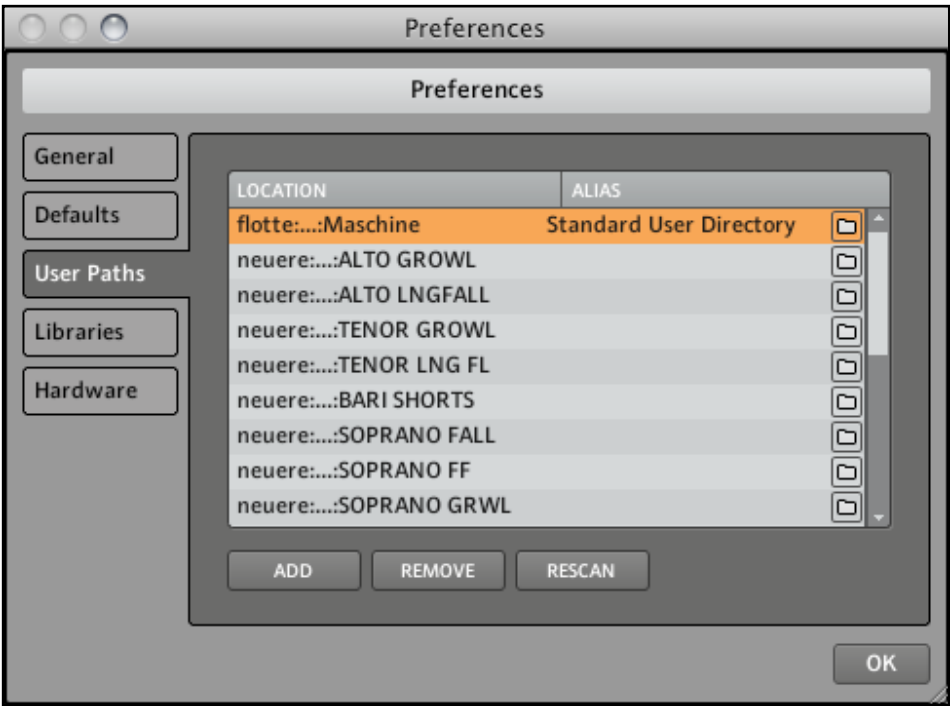 Preferences
Preferences
General
Defaults
User Paths
Libraries
Hardware
LOCATION ALIAS
flotte:...:Maschine Standard User Directory
neuere:...:ALTO GROWL
neuere:...:ALTO LNGFALL
neuere:...:TENOR GROWL
neuere:...:TENOR LNG FL
neuere:...:BARI SHORTS
neuere:...:SOPRANO FALL
neuere:...:SOPRANO FF
neuere:...:SOPRANO GRWL
ADD REMOVE RESCAN
OK